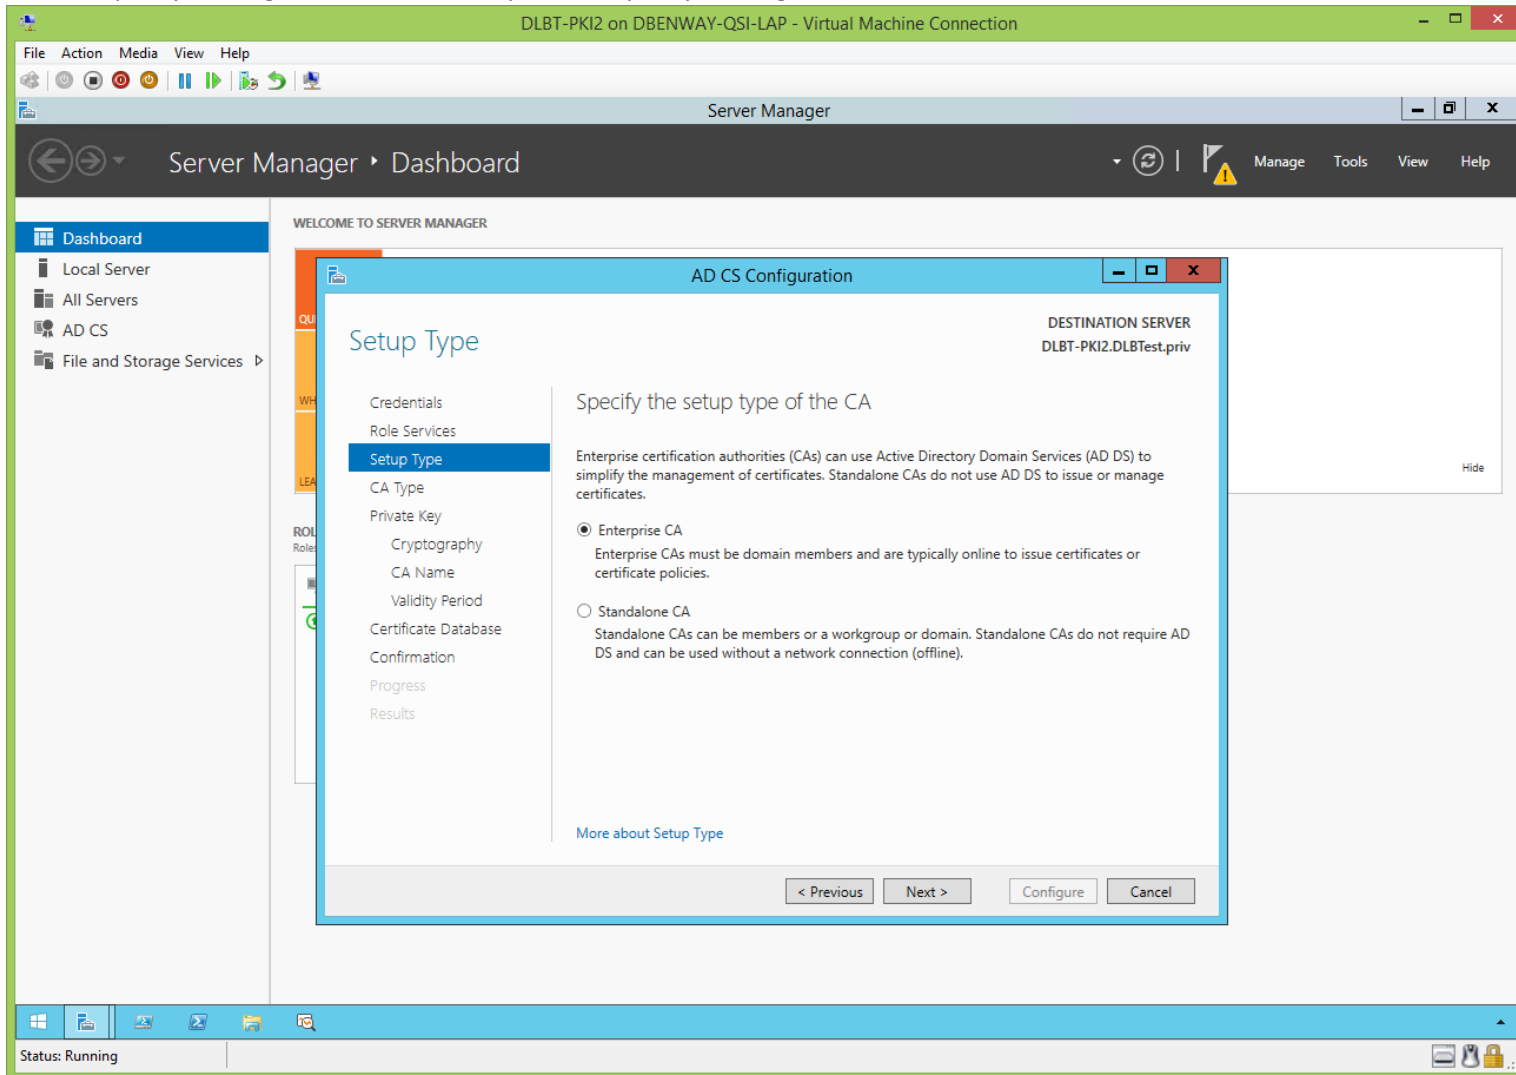 DLBT-PKI2 on DBENWAY-QSI-LAP - Virtual Machine Connection
File Action Media View Help
Server Manager
Server Manager Dashboard
Manage Tools View Help
Dashboard
Local Server
All Servers
AD CS
File and Storage Services
WELCOME TO SERVER MANAGER
Hide
AD CS Configuration
Setup Type
DESTINATION SERVER
DLBT-PKI2.DLBTest.priv
Credentials
Role Services
Setup Type
CA Type
Private Key
Cryptography
CA Name
Validity Period
Certificate Database
Confirmation
Progress
Results
Specify the setup type of the CA
Enterprise certification authorities (CAs) can use Active Directory Domain Services (AD DS) to
simplify the management of certificates. Standalone CAs do not use AD DS to issue or manage
certificates.
Enterprise CA
Enterprise CAs must be domain members and are typically online to issue certificates or
certificate policies.
Standalone CA
Standalone CAs can be members or a workgroup or domain. Standalone CAs do not require AD
DS and can be used without a network connection (offline).
More about Setup Type
< Previous Next > Configure Cancel
Status: Running